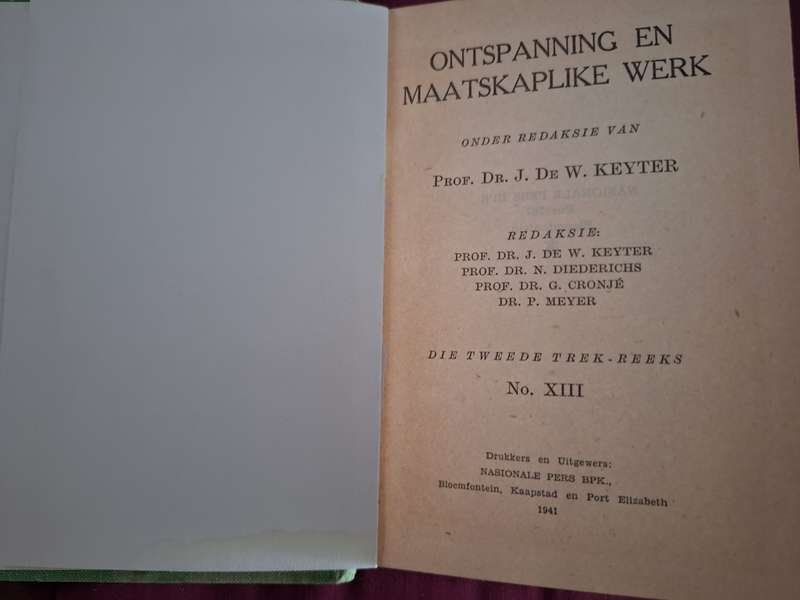 ONTSPANNING EN
MAATSKAPLIKE WERK
ONDER REDAKSIE VAN
PROF. DR. J. DE W. KEYTER
REDAKSIE:
PROF. DR. J. DE W. KEYTER
PROF. DR. N. DIEDERICHS
PROF. DR. G. CRONJÉ
DR. P. MEYER
DIE TWEEDE TREK-REEKS
No. XIII
Drukkers en Uitgewers:
NASIONALE PERS BPK.,
Bloemfontein, Kaapstad en Port Elizabeth
1941